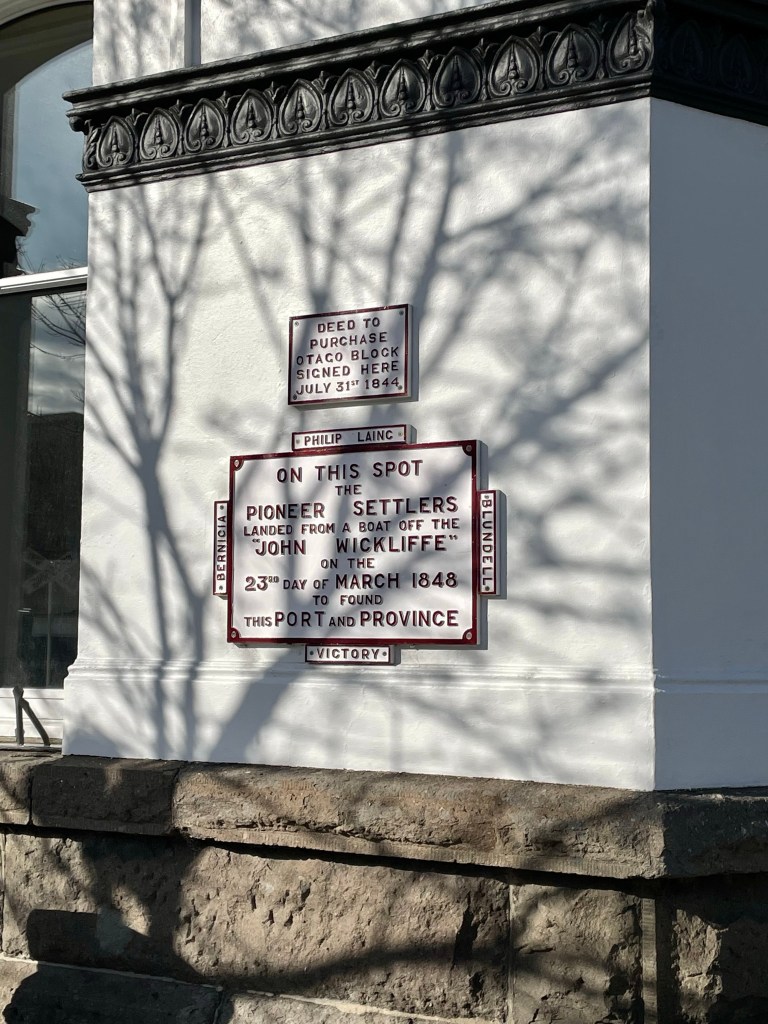 DEED TO
PURCHASE
OTAGO BLOCK
SIGNED HERE
JULY 31ST 1844
PHILIP LAING
ON THIS SPOT
THE
PIONEER SETTLERS
LANDED FROM A BOAT OFF THE
"JOHN WICKLIFFE"
ON THE
23RD DAY OF MARCH 1848
TO FOUND
THIS PORT AND PROVINCE
BERNICIA
BLUNDELL
VICTORY